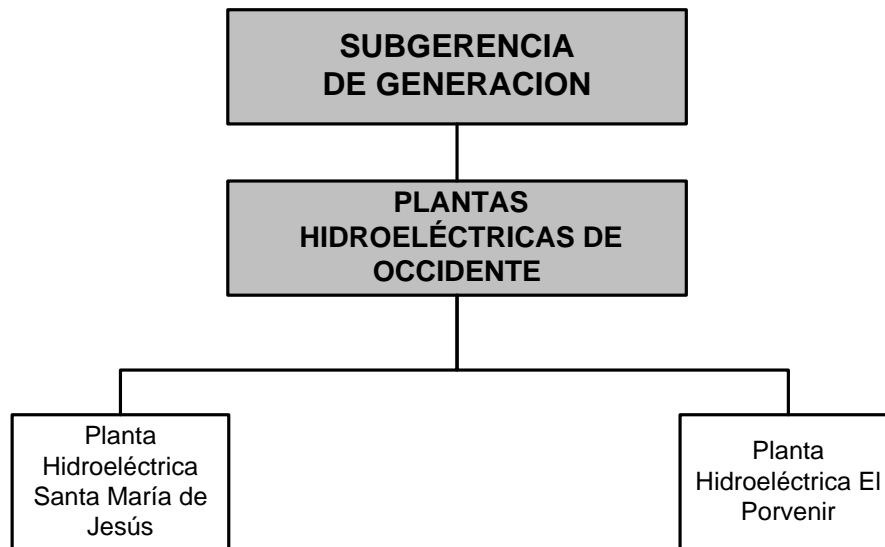 SUBGERENCIA
DE GENERACION
PLANTAS
HIDROELÉCTRICAS DE
OCCIDENTE
Planta
Hidroeléctrica
Santa María de
Jesús
Planta
Hidroeléctrica El
Porvenir